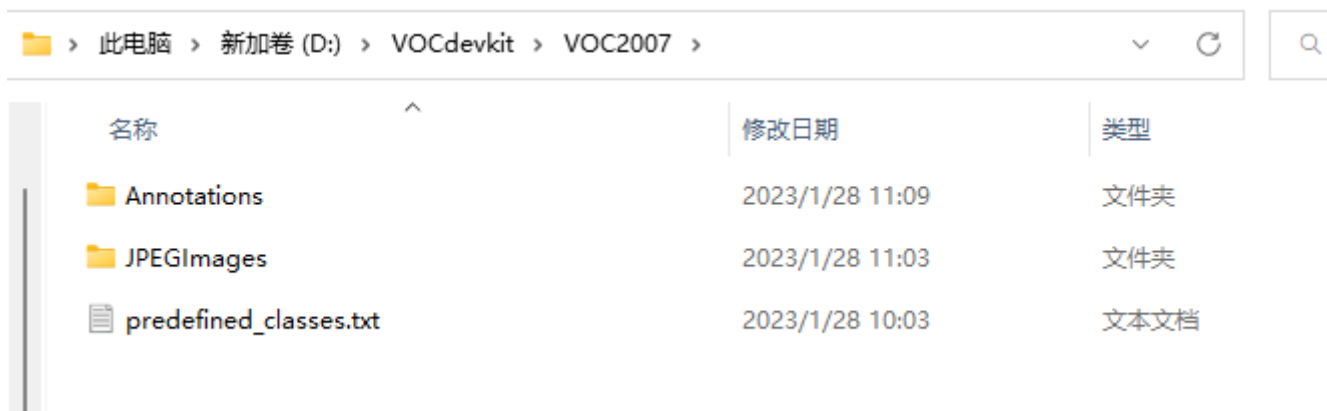 此电脑 › 新加卷 (D:) › VOCdevkit › VOC2007 ›
名称 修改日期 类型
Annotations 2023/1/28 11:09 文件夹
JPEGImages 2023/1/28 11:03 文件夹
predefined_classes.txt 2023/1/28 10:03 文本文档